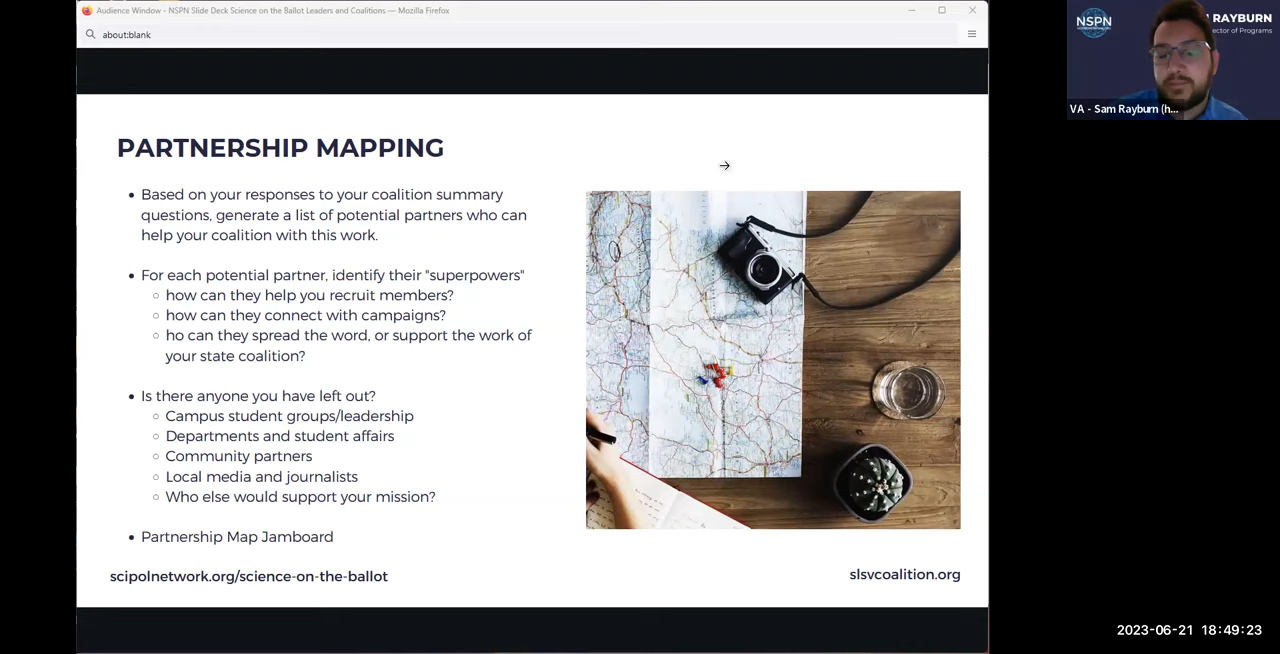 Audience Window - NSPN Slide Deck Science on the Ballot Leaders and Coalitions — Mozilla Firefox
about:blank
NSPN
RAYBURN
ector of Programs
VA - Sam Rayburn (h...
PARTNERSHIP MAPPING
• Based on your responses to your coalition summary
questions, generate a list of potential partners who can
help your coalition with this work.
• For each potential partner, identify their "superpowers"
○ how can they help you recruit members?
○ how can they connect with campaigns?
○ ho can they spread the word, or support the work of
your state coalition?
• Is there anyone you have left out?
○ Campus student groups/leadership
○ Departments and student affairs
○ Community partners
○ Local media and journalists
○ Who else would support your mission?
• Partnership Map Jamboard
scipolnetwork.org/science-on-the-ballot
slsvcoalition.org
2023-06-21 18:49:23